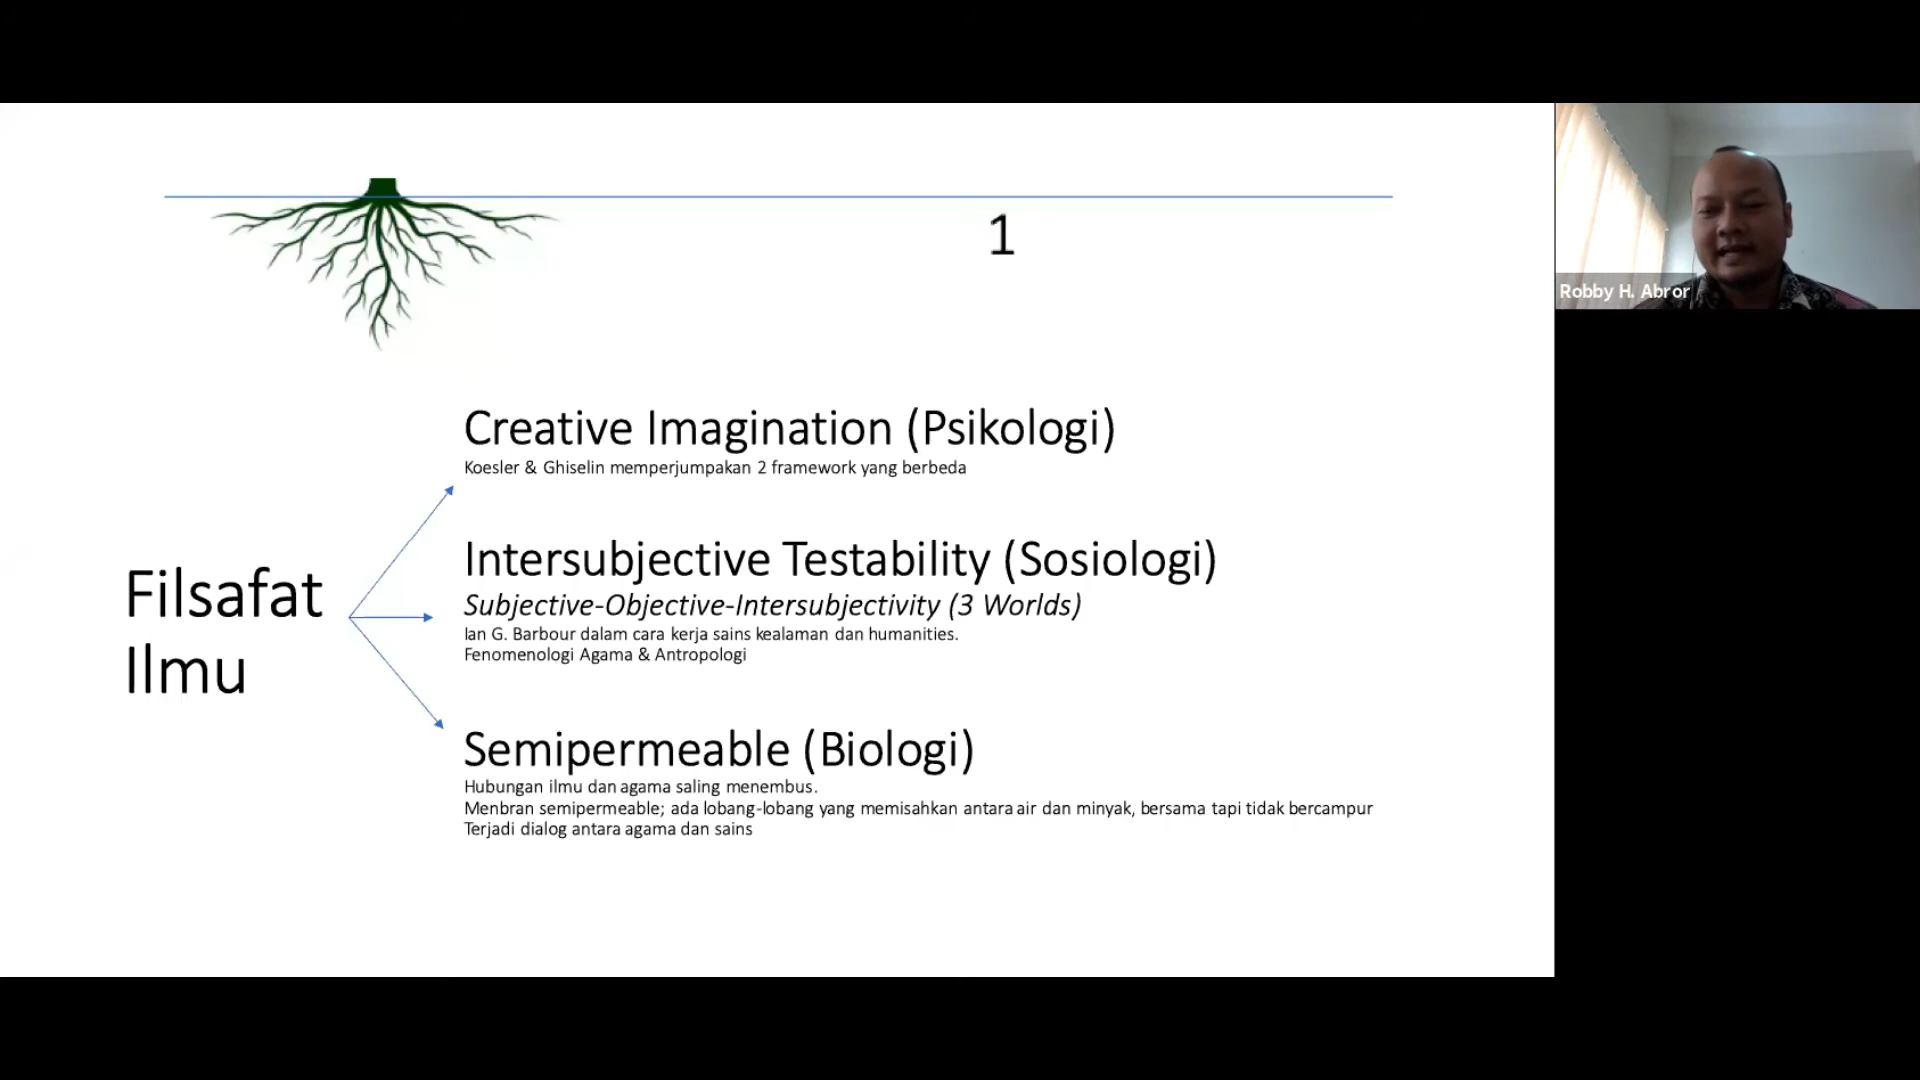 1
Filsafat
Ilmu
Creative Imagination (Psikologi)
Koesler & Ghiselin memperjumpakan 2 framework yang berbeda
Intersubjective Testability (Sosiologi)
Subjective-Objective-Intersubjectivity (3 Worlds)
Ian G. Barbour dalam cara kerja sains kealaman dan humanities.
Fenomenologi Agama & Antropologi
Semipermeable (Biologi)
Hubungan ilmu dan agama saling menembus.
Menbran semipermeable; ada lobang-lobang yang memisahkan antara air dan minyak, bersama tapi tidak bercampur
Terjadi dialog antara agama dan sains
Robby H. Abror